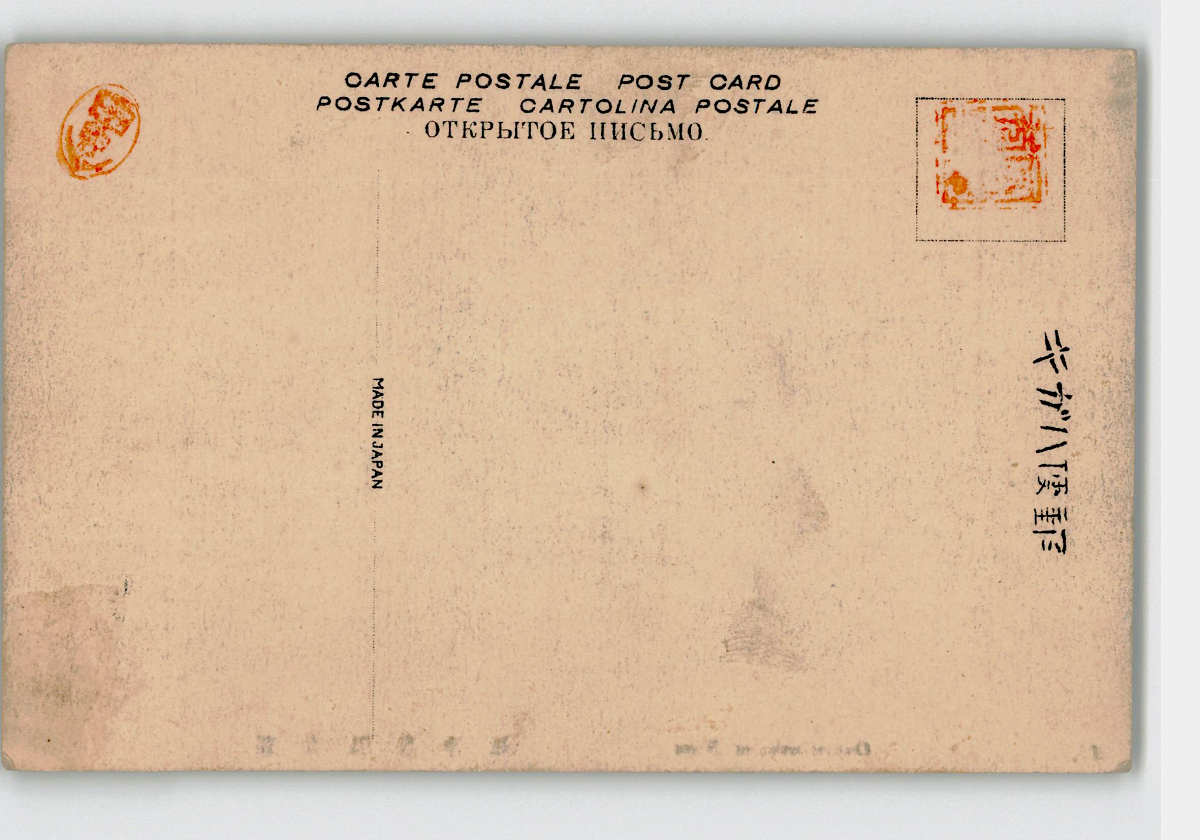 CARTE POSTALE POST CARD
POSTKARTE CARTOLINA POSTALE
ОТКРЫТОЕ ПИСЬМО.
MADE IN JAPAN
郵便ハガキ